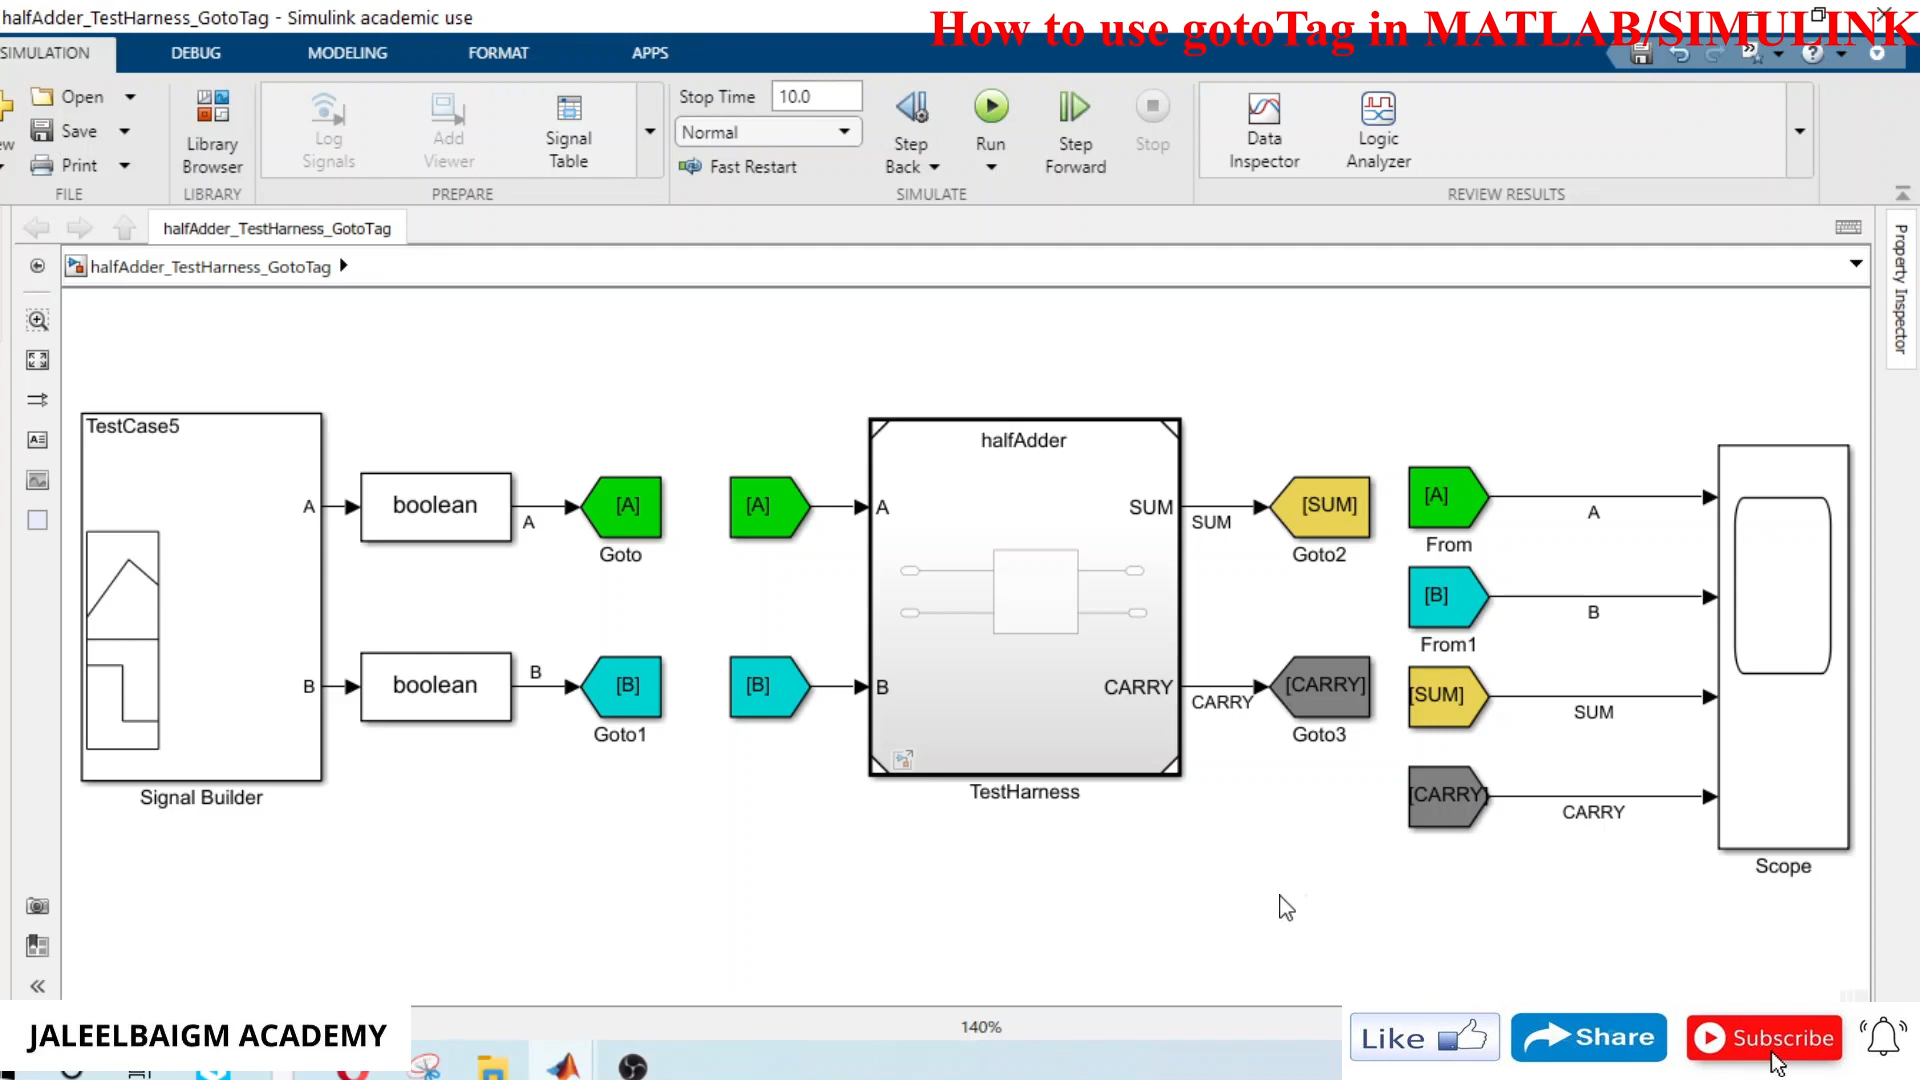 halfAdder_TestHarness_GotoTag - Simulink academic use
How to use gotoTag in MATLAB/SIMULINK
SIMULATION DEBUG MODELING FORMAT APPS
Open
Save
Print
FILE
Library
Browser
LIBRARY
Log
Signals
Add
Viewer
Signal
Table
PREPARE
Stop Time 10.0
Normal
Fast Restart
Step
Back
Run
Step
Forward
Stop
SIMULATE
Data
Inspector
Logic
Analyzer
REVIEW RESULTS
halfAdder_TestHarness_GotoTag
halfAdder_TestHarness_GotoTag
Property Inspector
TestCase5
A
B
Signal Builder
boolean
A
[A]
Goto
boolean
B
[B]
Goto1
[A]
[B]
halfAdder
A
B
SUM
CARRY
TestHarness
SUM
[SUM]
Goto2
CARRY
[CARRY]
Goto3
[A]
From
A
[B]
From1
B
[SUM]
SUM
[CARRY]
CARRY
Scope
140%
JALEELBAIGM ACADEMY
Like
Share
Subscribe